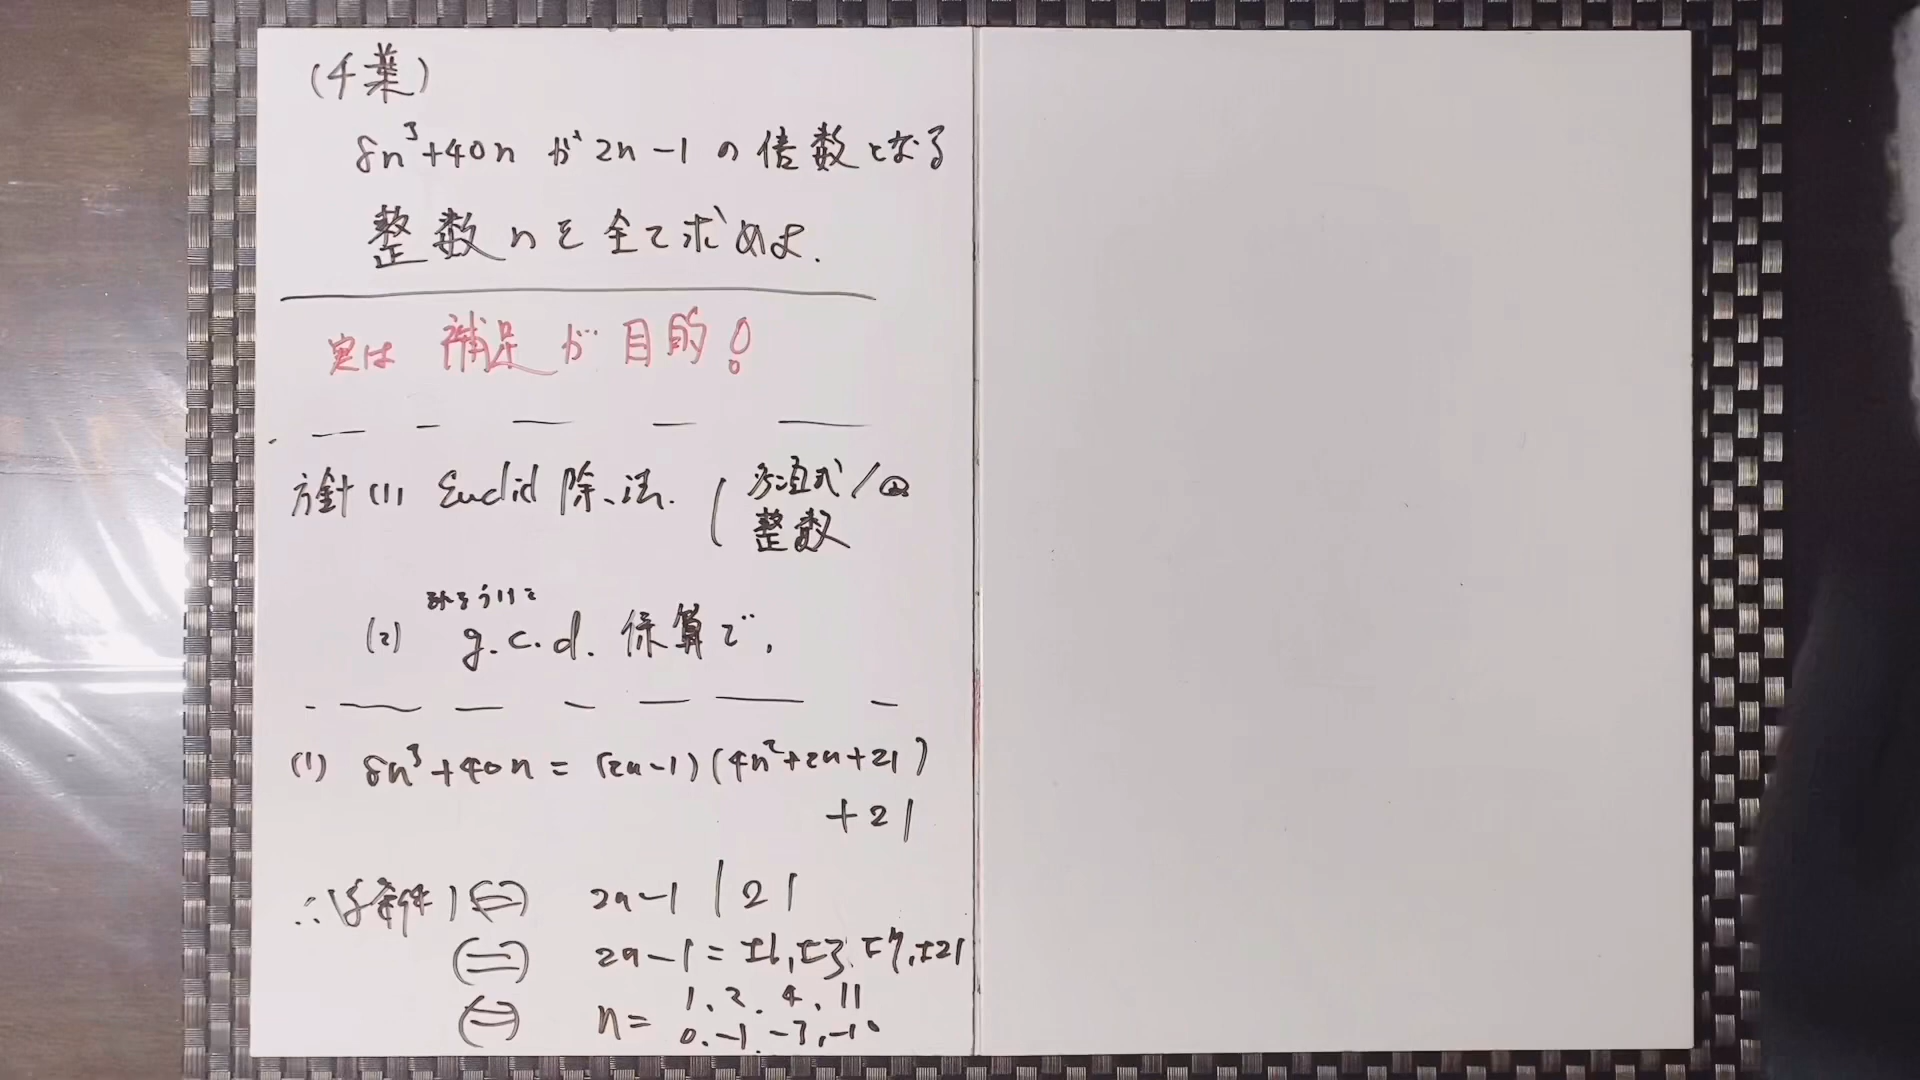 (千葉)
8n³+40n が 2n-1 の倍数となる
整数 n を 全て求めよ.
実は 補足 が 目的!
方針 (1) Euclid 除法. ( 多項式/
整数
(2) g.c.d. 係算で,
(1) 8n³+40n = (2n-1)(4n²+2n+21)
+21
∴ (与条件) ⇔ 2n-1 | 21
⇔ 2n-1 = ±1, ±3, ±7, ±21
⇔ n = 1, 2, 4, 11
0, -1, -3, -10